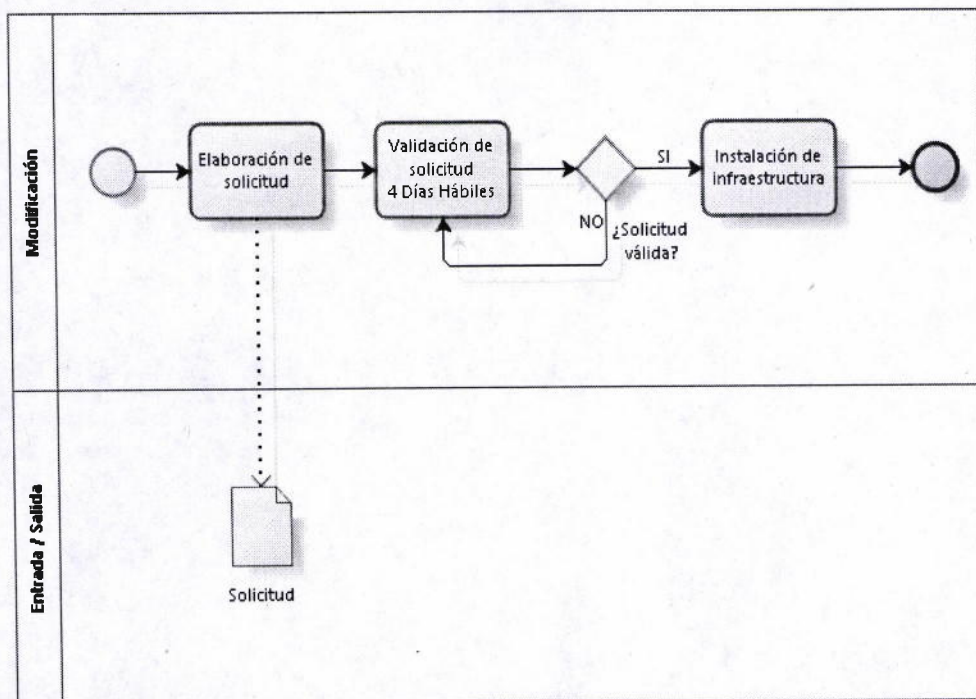 Modificación
Elaboración de
solicitud
Validación de
solicitud
4 Días Hábiles
SI
NO
¿Solicitud
válida?
Instalación de
infraestructura
Entrada / Salida
Solicitud